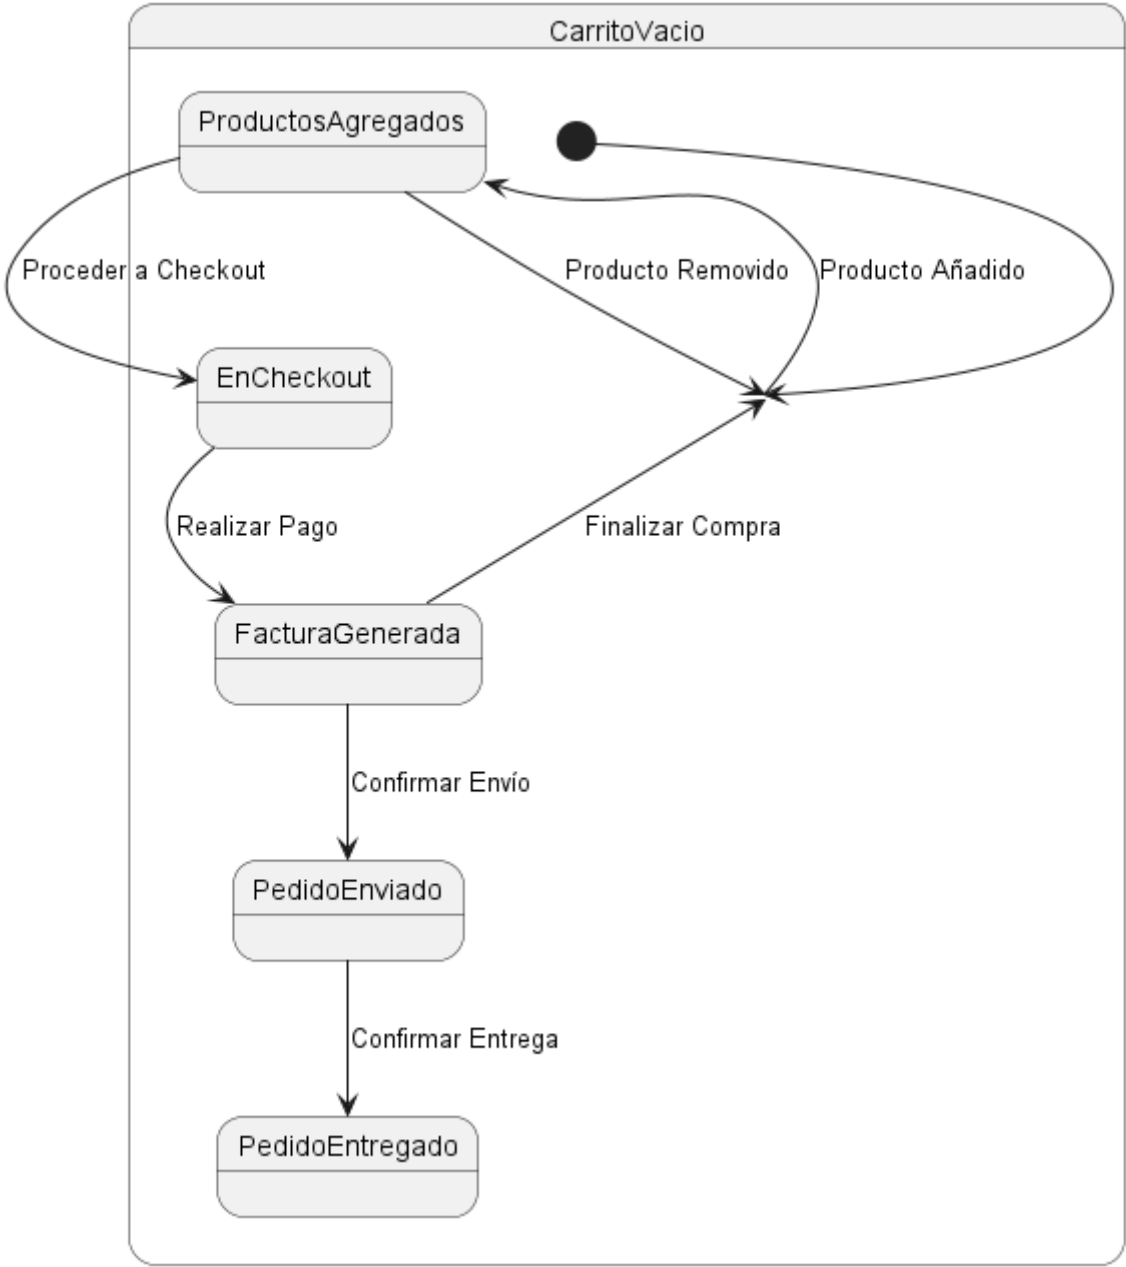 CarritoVacio
ProductosAgregados
Proceder a Checkout
Producto Removido
Producto Añadido
EnCheckout
Realizar Pago
Finalizar Compra
FacturaGenerada
Confirmar Envío
PedidoEnviado
Confirmar Entrega
PedidoEntregado